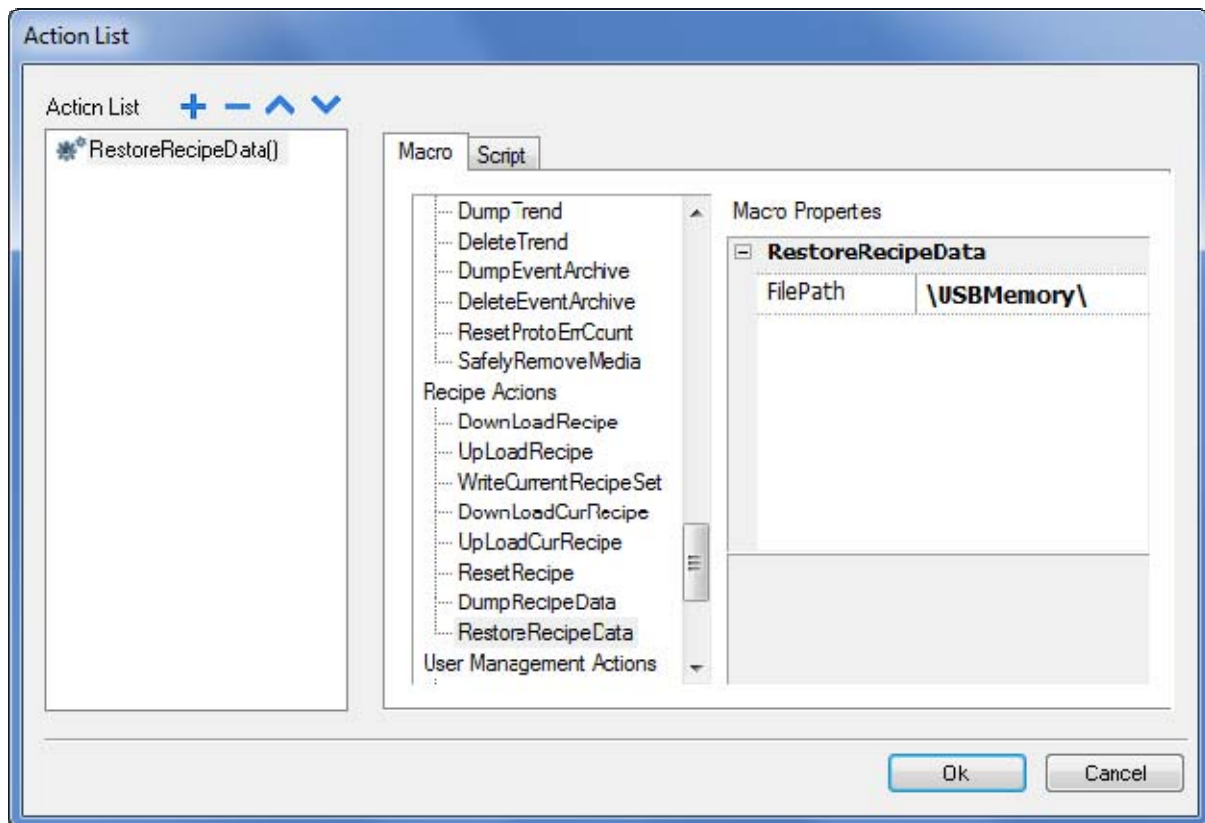 Action List
Action List
RestoreRecipeData()
Macro
Script
DumpTrend
DeleteTrend
DumpEventArchive
DeleteEventArchive
ResetProtoErrCount
SafelyRemoveMedia
Recipe Actions
DownLoadRecipe
UpLoadRecipe
WriteCurrentRecipeSet
DownLoadCurRecipe
UpLoadCurRecipe
ResetRecipe
DumpRecipeData
RestoreRecipeData
User Management Actions
Macro Properties
RestoreRecipeData
FilePath \USBMemory\
Ok
Cancel